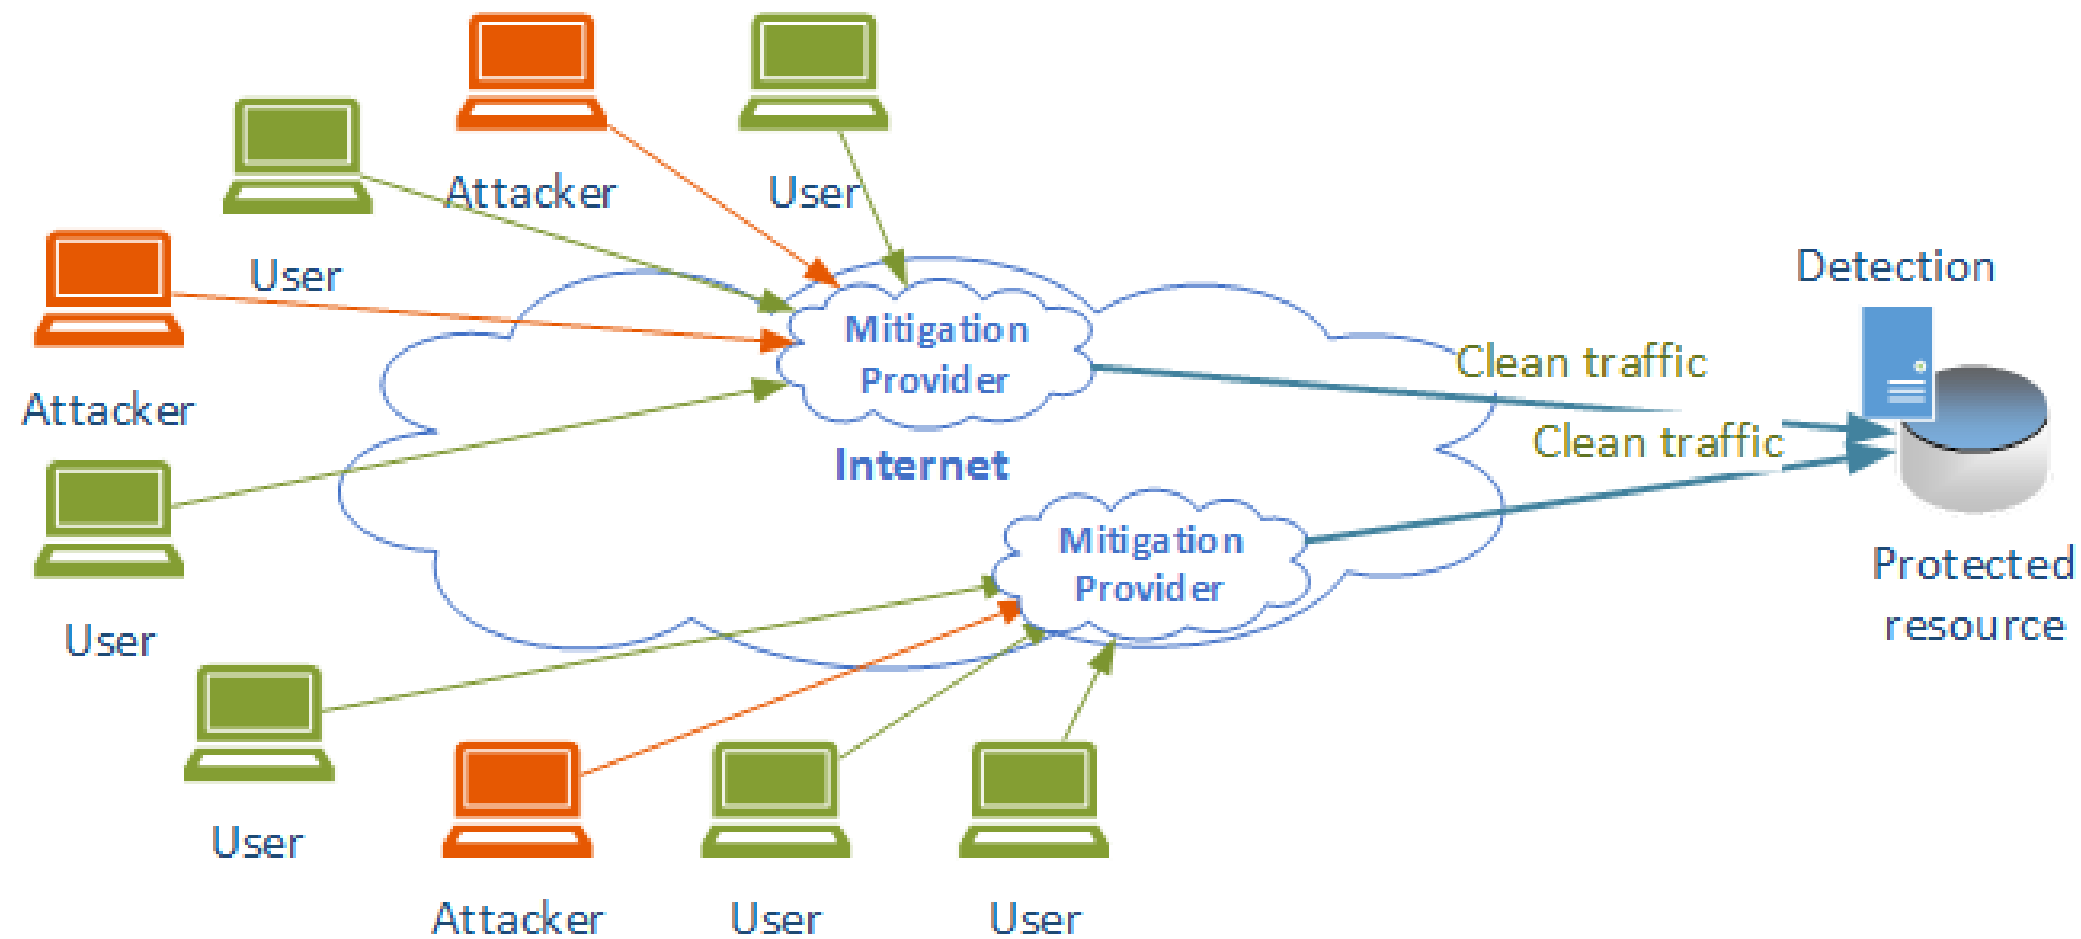 Attacker
User
User
Detection
Mitigation
Provider
Clean traffic
Attacker
Clean traffic
Internet
Mitigation
Provider
Protected
resource
User
User
Attacker
User
User